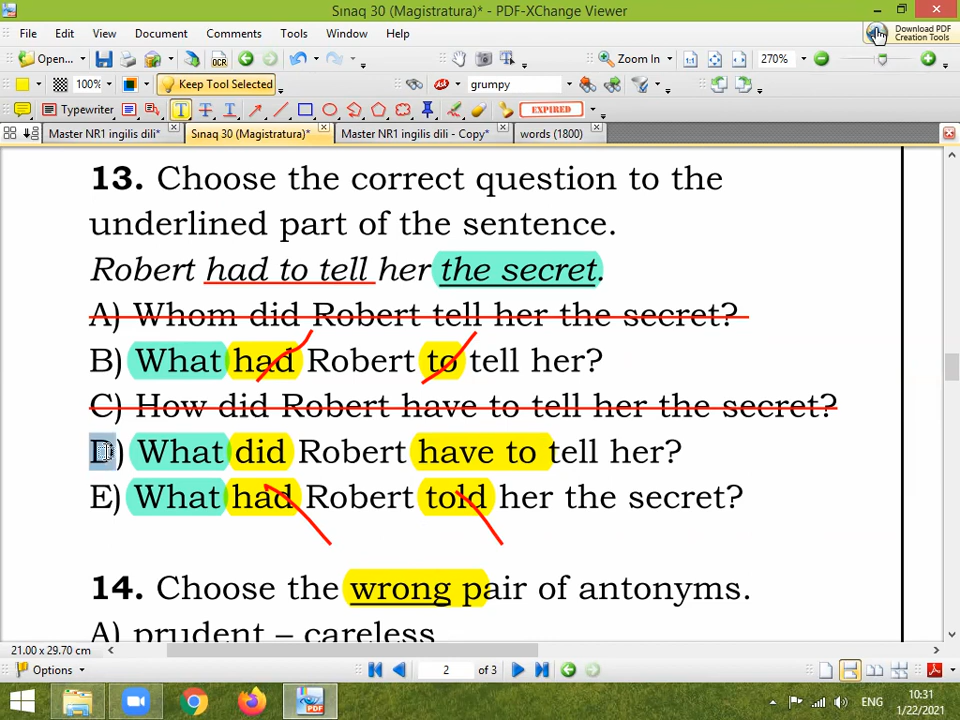 Sınaq 30 (Magistratura)* - PDF-XChange Viewer
File Edit View Document Comments Tools Window Help
Download PDF
Creation Tools
Open... OCR Zoom In 270%
100% Keep Tool Selected grumpy
Typewriter EXPIRED
Master NR1 ingilis dili* Sınaq 30 (Magistratura)* Master NR1 ingilis dili - Copy* words (1800)
13. Choose the correct question to the
underlined part of the sentence.
Robert had to tell her the secret.
A) Whom did Robert tell her the secret?
B) What had Robert to tell her?
C) How did Robert have to tell her the secret?
D) What did Robert have to tell her?
E) What had Robert told her the secret?
14. Choose the wrong pair of antonyms.
A) prudent – careless
21.00 x 29.70 cm
Options 2 of 3
ENG
10:31
1/22/2021